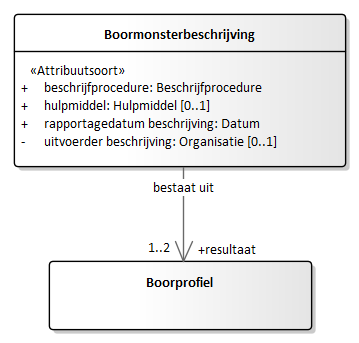 Boormonsterbeschrijving
«Attribuutsoort»
+ beschrijfprocedure: Beschrijfprocedure
+ hulpmiddel: Hulpmiddel [0..1]
+ rapportagedatum beschrijving: Datum
- uitvoerder beschrijving: Organisatie [0..1]
bestaat uit
1..2 +resultaat
Boorprofiel